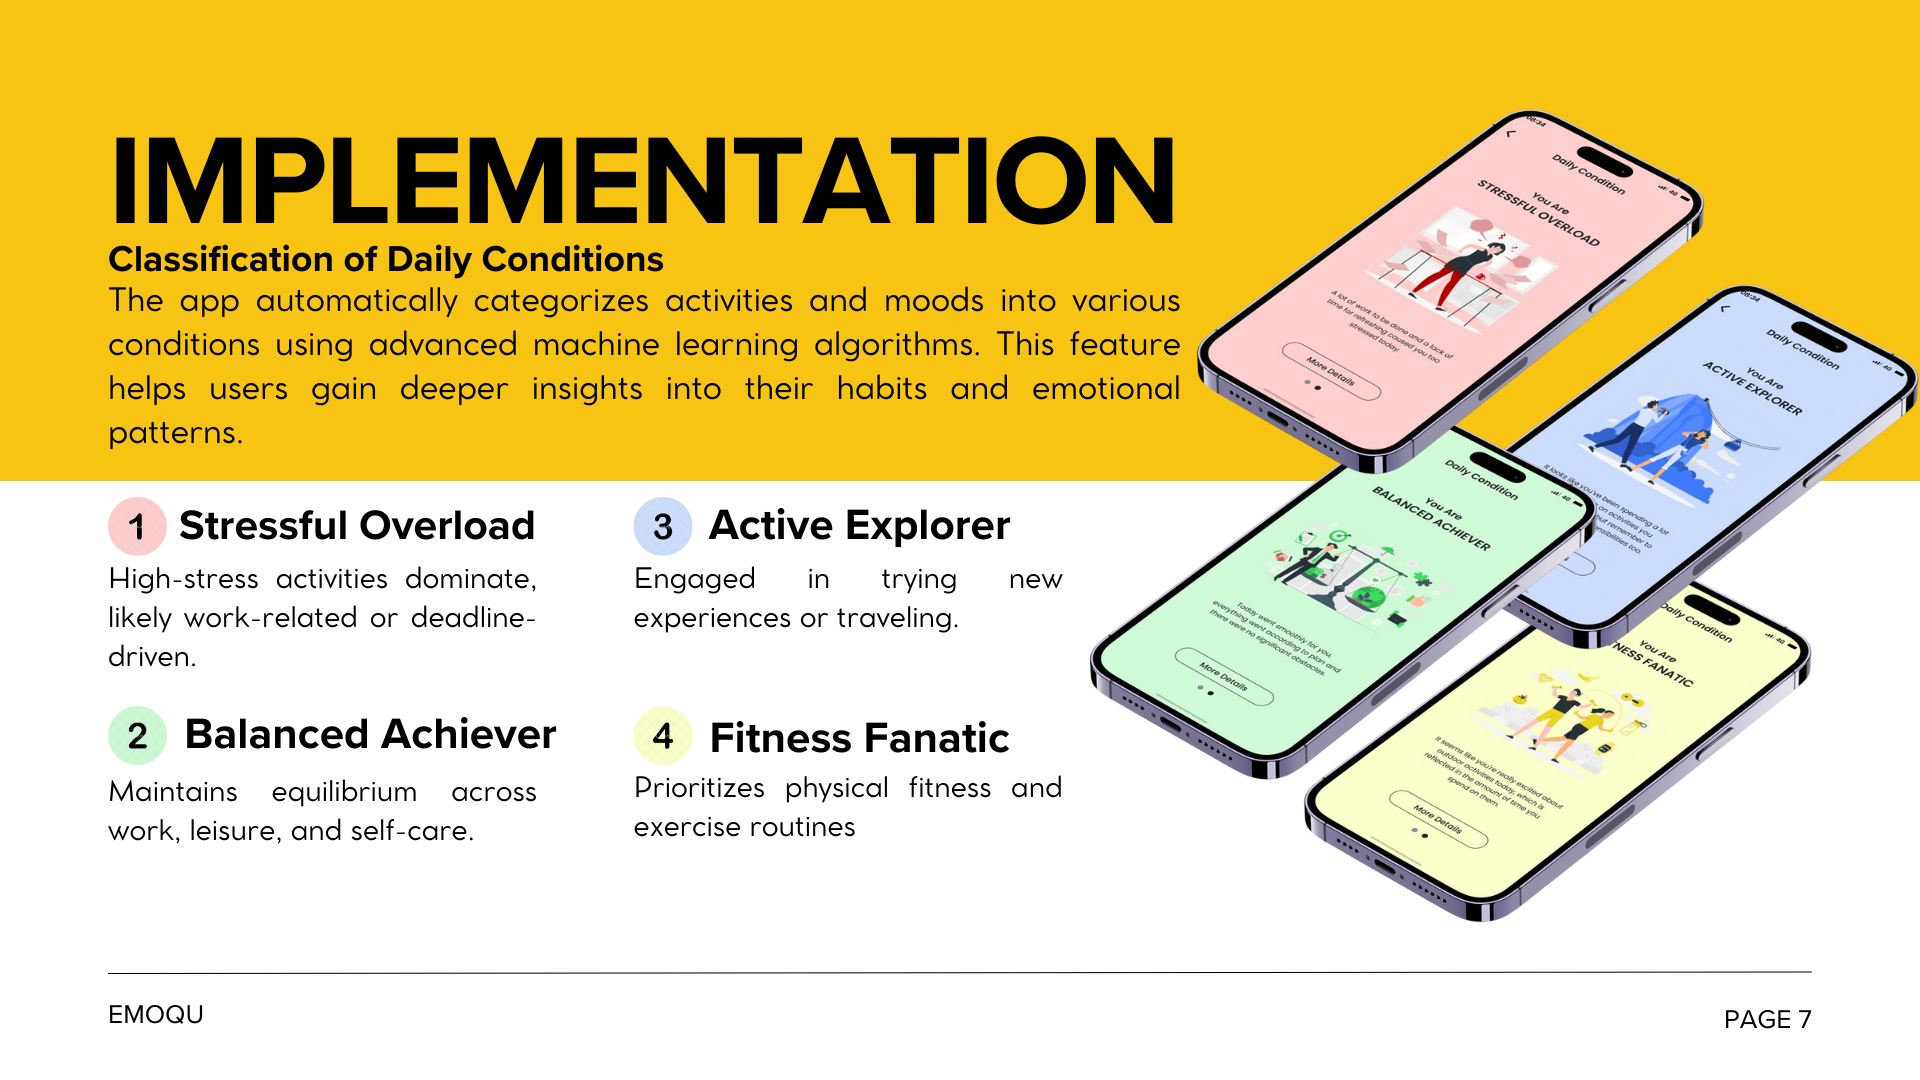 IMPLEMENTATION
Classification of Daily Conditions
The app automatically categorizes activities and moods into various
conditions using advanced machine learning algorithms. This feature
helps users gain deeper insights into their habits and emotional
patterns.
1 Stressful Overload
High-stress activities dominate,
likely work-related or deadline-
driven.
2 Balanced Achiever
Maintains equilibrium across
work, leisure, and self-care.
3 Active Explorer
Engaged in trying new
experiences or traveling.
4 Fitness Fanatic
Prioritizes physical fitness and
exercise routines
08:34
4G
Daily Condition
You Are
STRESSFUL OVERLOAD
A lot of work to be done and a lack of
time for refreshing caused you too
stressed today.
More Details
08:34
4G
Daily Condition
You Are
ACTIVE EXPLORER
It looks like you've been spending a lot
on activities you
but remember to
too.
4G
Daily Condition
You Are
BALANCED ACHIEVER
Today went smoothly for you,
everything went according to plan and
there were no significant obstacles.
More Details
4G
Daily Condition
You Are
NESS FANATIC
It seems like you're really excited about
outdoor activities today, which is
reflected in the amount of time you
spend on them
More Details
EMOQU
PAGE 7